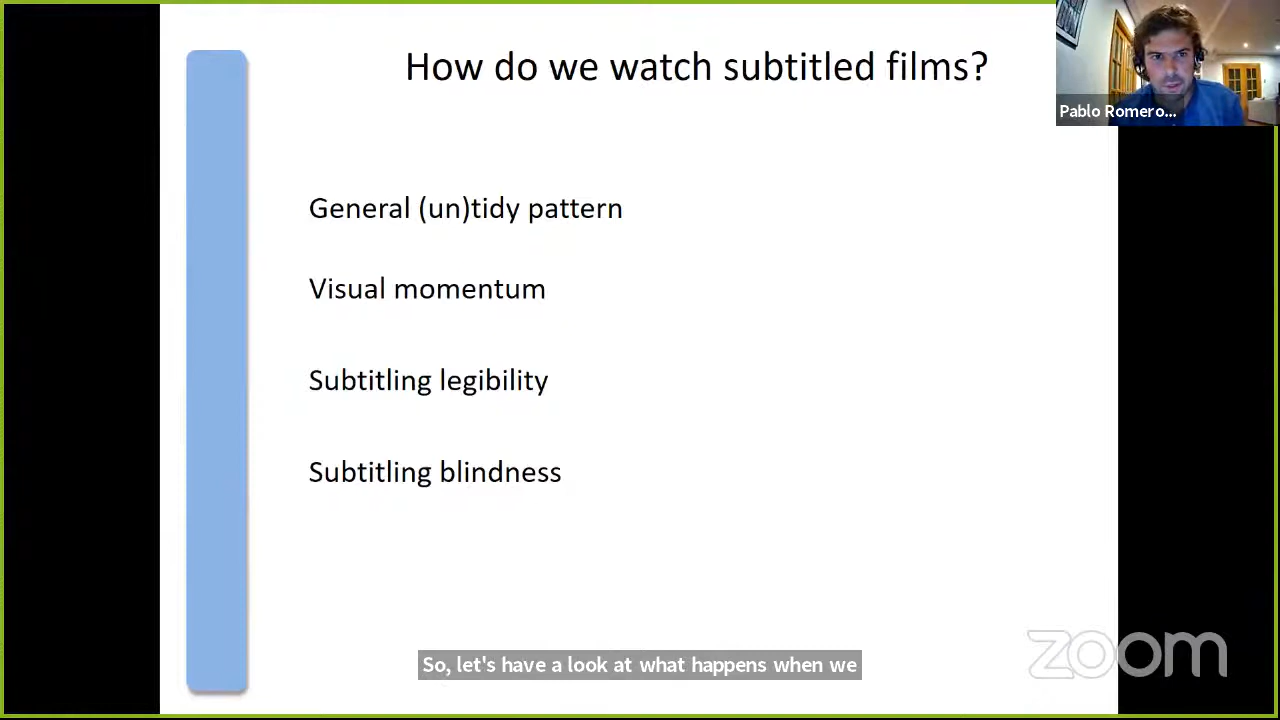 How do we watch subtitled films?
Pablo Romero...
General (un)tidy pattern
Visual momentum
Subtitling legibility
Subtitling blindness
So, let's have a look at what happens when we
zoom